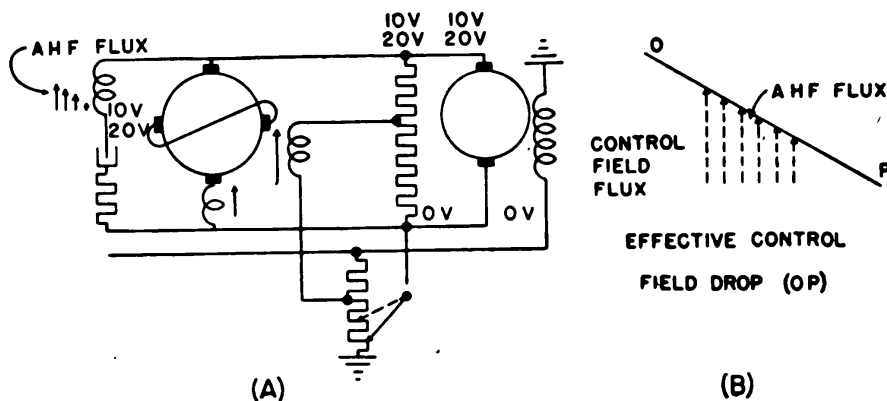 AHF FLUX
10V
20V
10V 10V
20V 20V
0V
0V
(A)
O
AHF FLUX
CONTROL
FIELD
FLUX
P
EFFECTIVE CONTROL
FIELD DROP (OP)
(B)